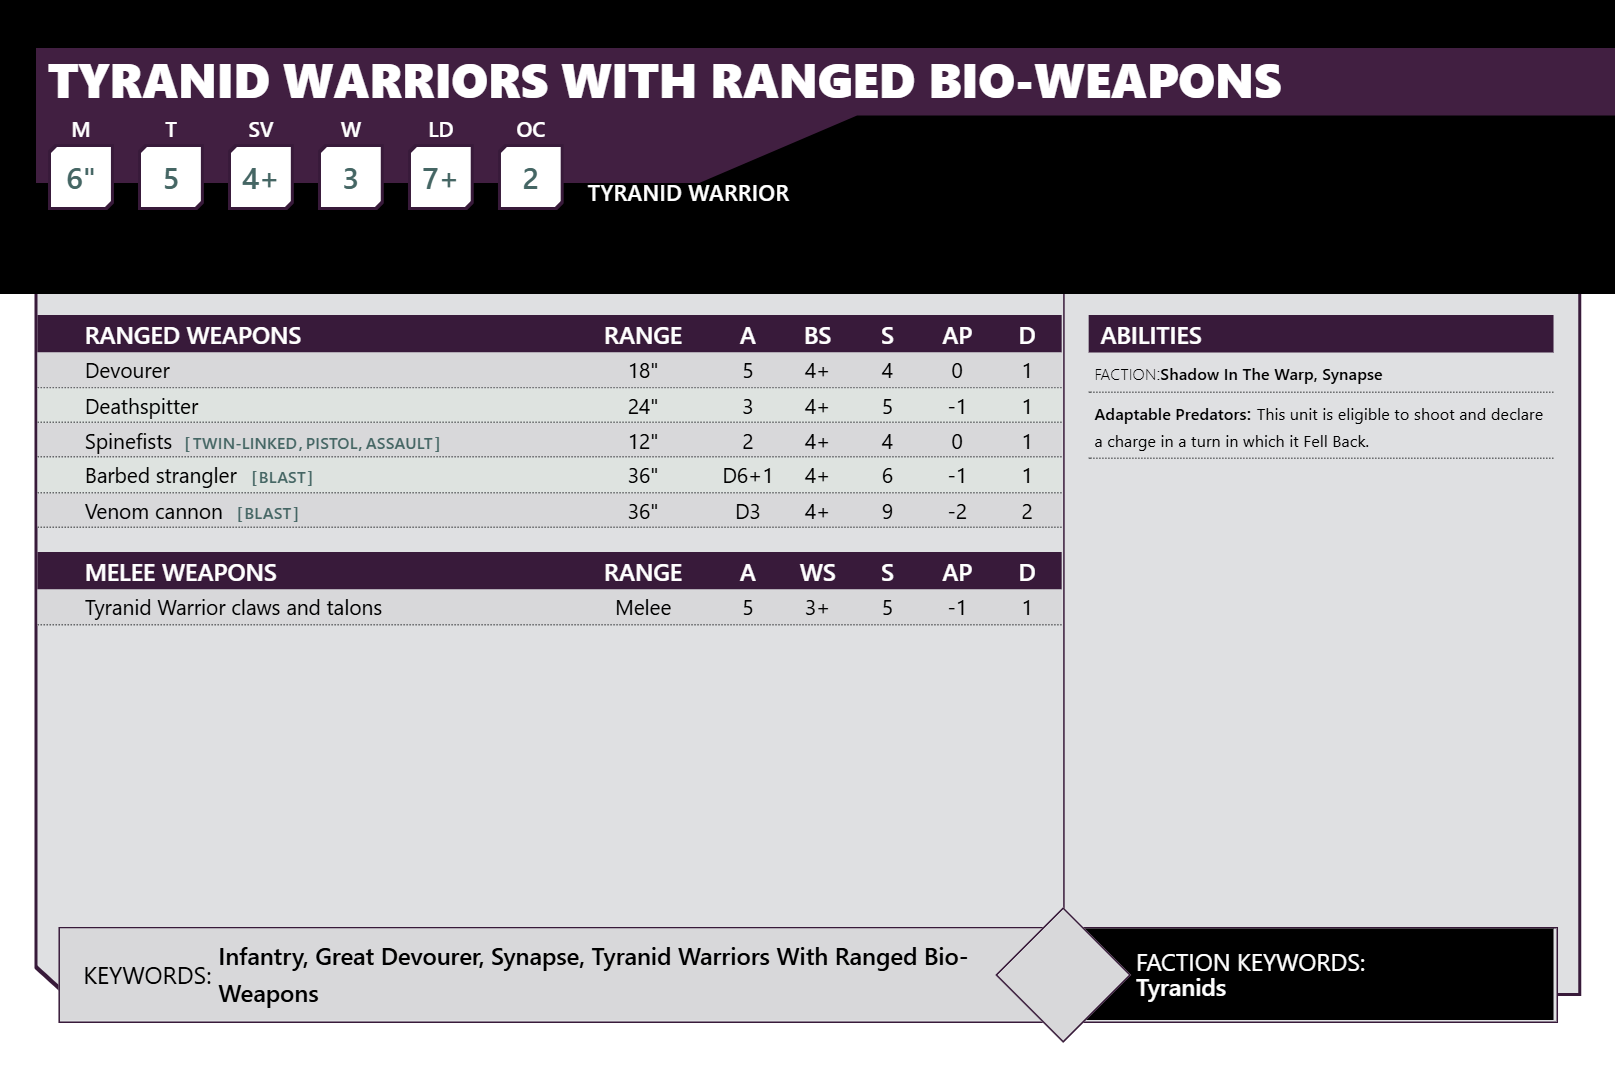 TYRANID WARRIORS WITH RANGED BIO-WEAPONS
M T SV W LD OC
6" 5 4+ 3 7+ 2
TYRANID WARRIOR
RANGED WEAPONS RANGE A BS S AP D
Devourer 18" 5 4+ 4 0 1
Deathspitter 24" 3 4+ 5 -1 1
Spinefists [TWIN-LINKED, PISTOL, ASSAULT] 12" 2 4+ 4 0 1
Barbed strangler [BLAST] 36" D6+1 4+ 6 -1 1
Venom cannon [BLAST] 36" D3 4+ 9 -2 2
MELEE WEAPONS RANGE A WS S AP D
Tyranid Warrior claws and talons Melee 5 3+ 5 -1 1
ABILITIES
FACTION:Shadow In The Warp, Synapse
Adaptable Predators: This unit is eligible to shoot and declare
a charge in a turn in which it Fell Back.
KEYWORDS: Infantry, Great Devourer, Synapse, Tyranid Warriors With Ranged Bio-
Weapons
FACTION KEYWORDS:
Tyranids